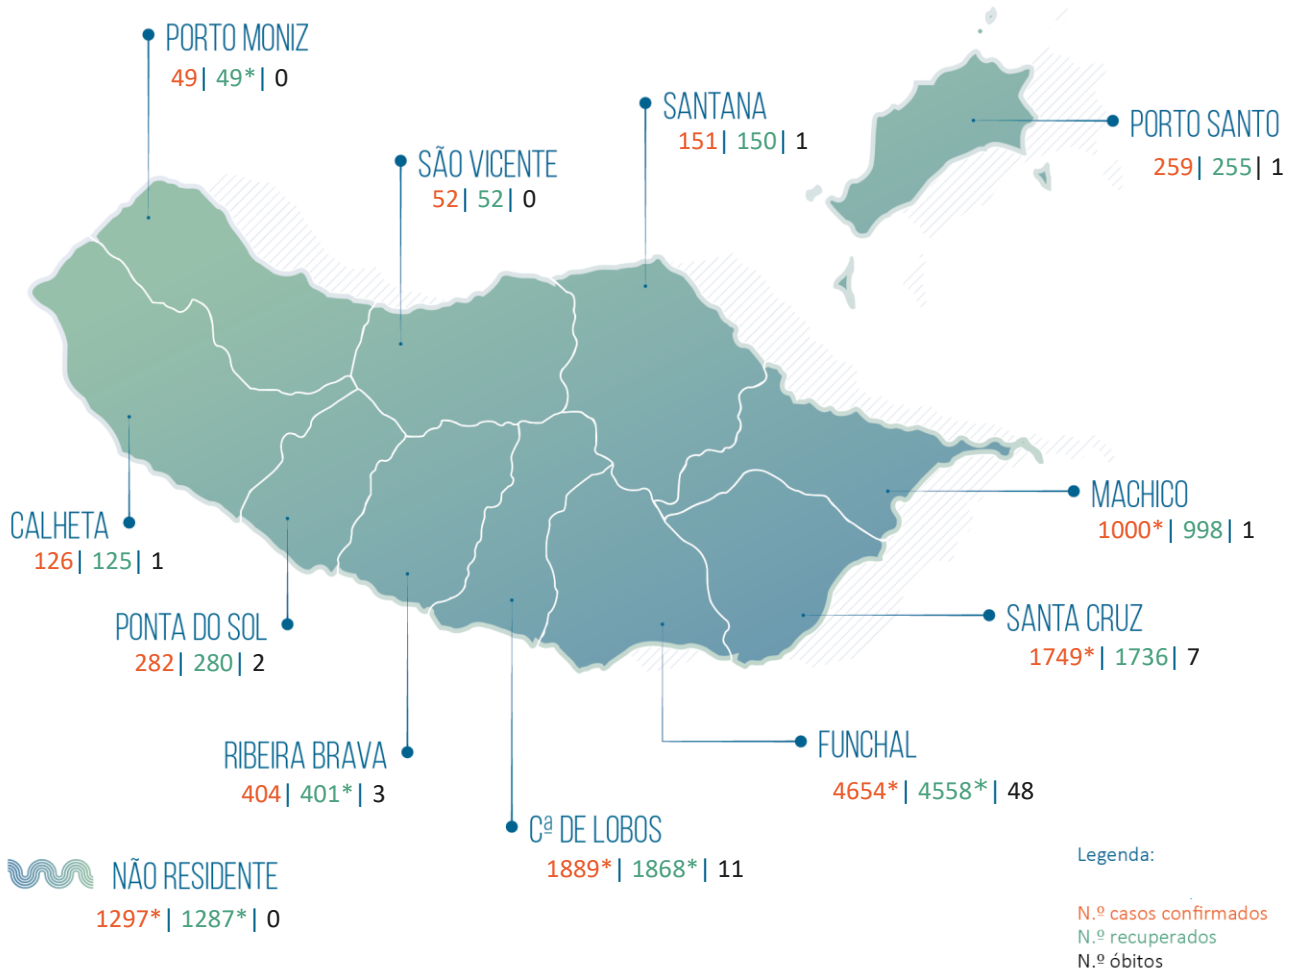 PORTO MONIZ
49| 49*| 0
SANTANA
151| 150| 1
PORTO SANTO
259| 255| 1
SÃO VICENTE
52| 52| 0
MACHICO
1000*| 998| 1
CALHETA
126| 125| 1
SANTA CRUZ
1749*| 1736| 7
PONTA DO SOL
282| 280| 2
FUNCHAL
4654*| 4558*| 48
RIBEIRA BRAVA
404| 401*| 3
Cª DE LOBOS
1889*| 1868*| 11
NÃO RESIDENTE
1297*| 1287*| 0
Legenda:
N.º casos confirmados
N.º recuperados
N.º óbitos